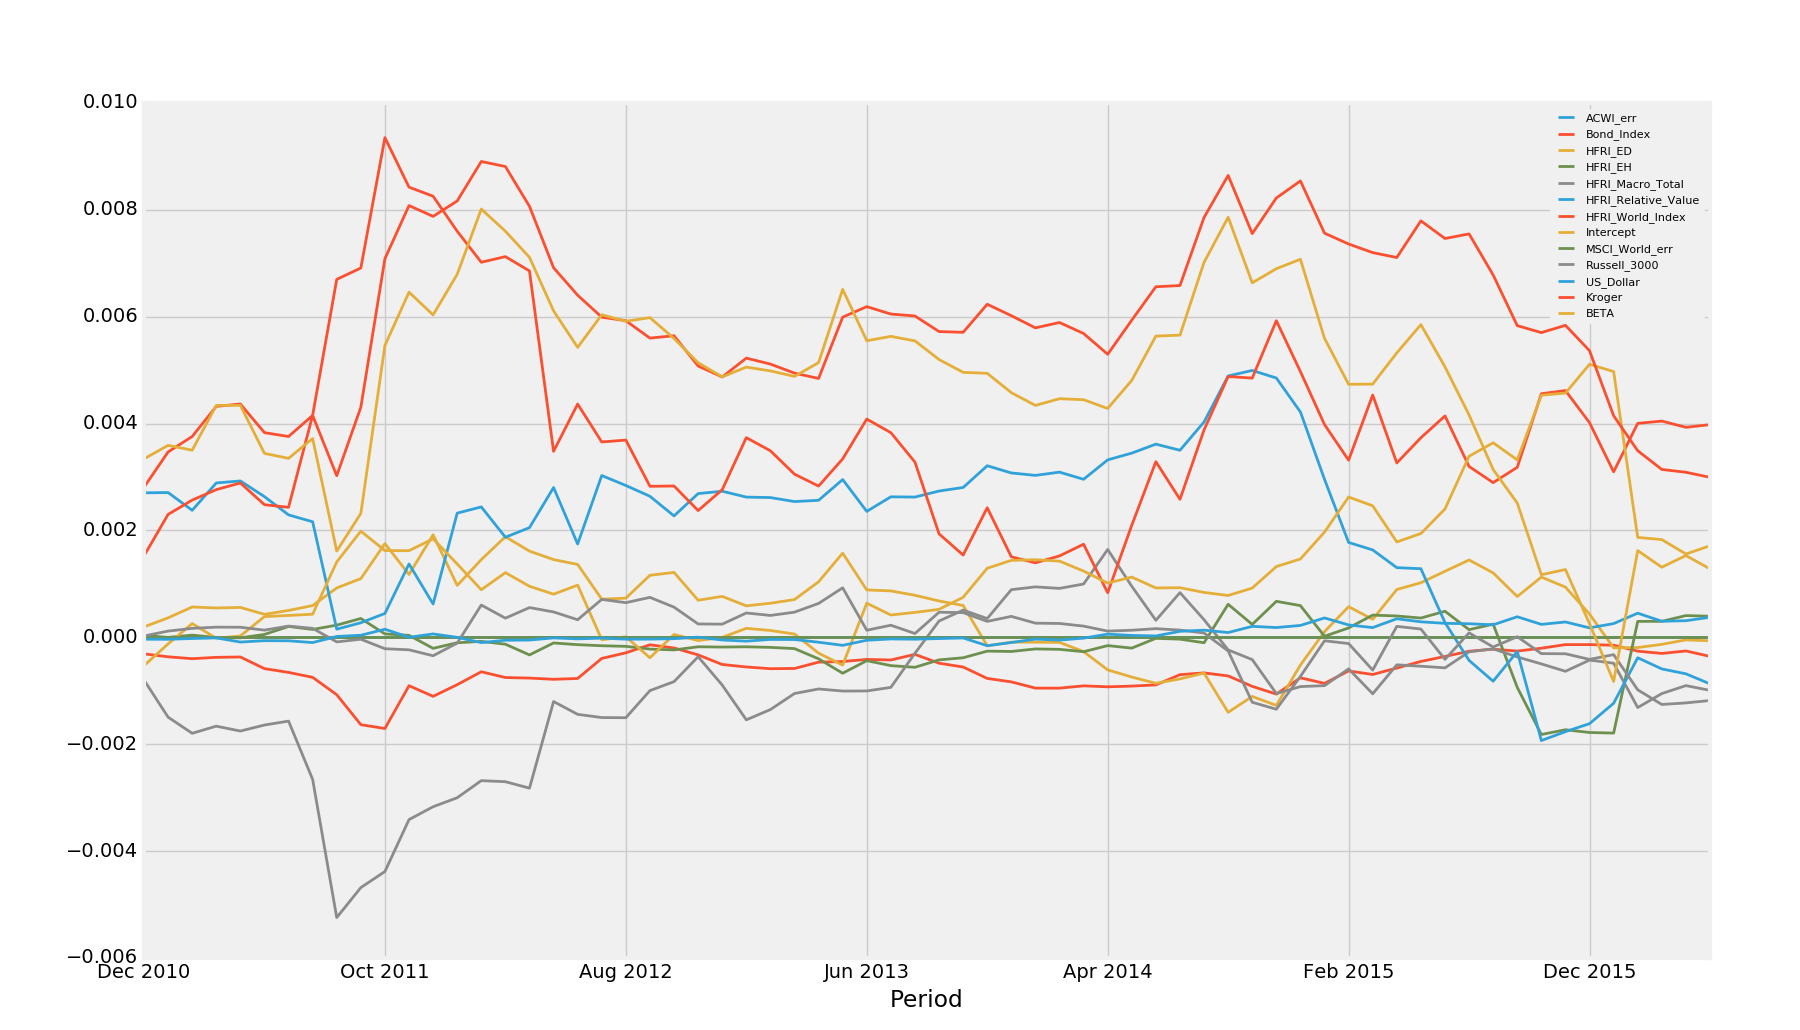 0.010
0.008
0.006
0.004
0.002
0.000
−0.002
−0.004
−0.006
ACWI_err
Bond_Index
HFRI_ED
HFRI_EH
HFRI_Macro_Total
HFRI_Relative_Value
HFRI_World_Index
Intercept
MSCI_World_err
Russell_3000
US_Dollar
Kroger
BETA
Dec 2010 Oct 2011 Aug 2012 Jun 2013 Apr 2014 Feb 2015 Dec 2015
Period